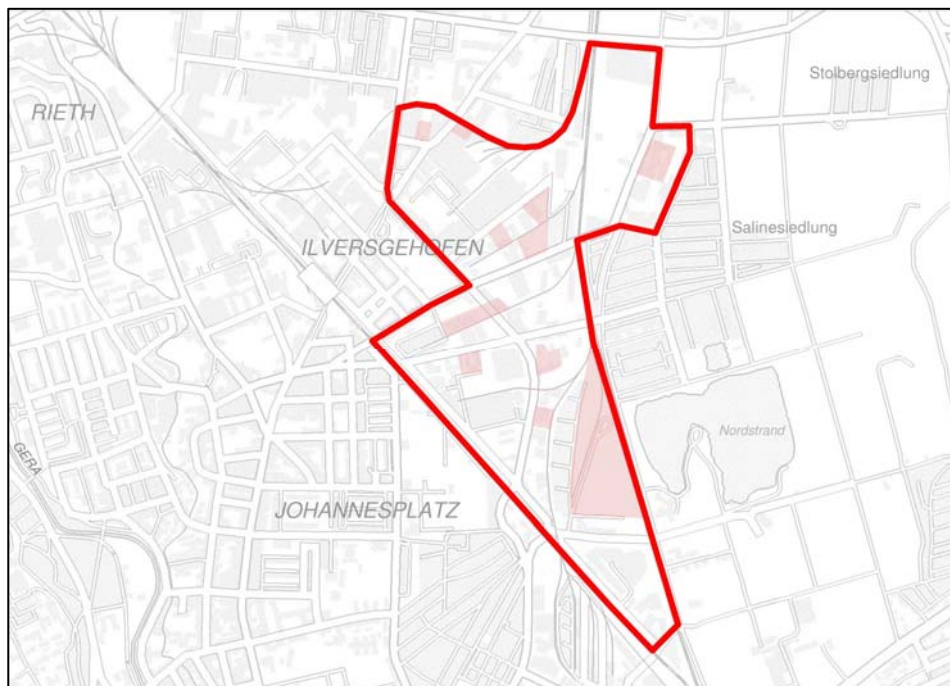 Stolbergsiedlung
RIETH
Salinesiedlung
ILVERSGEHOFEN
Nordstrand
GERA
JOHANNESPLATZ